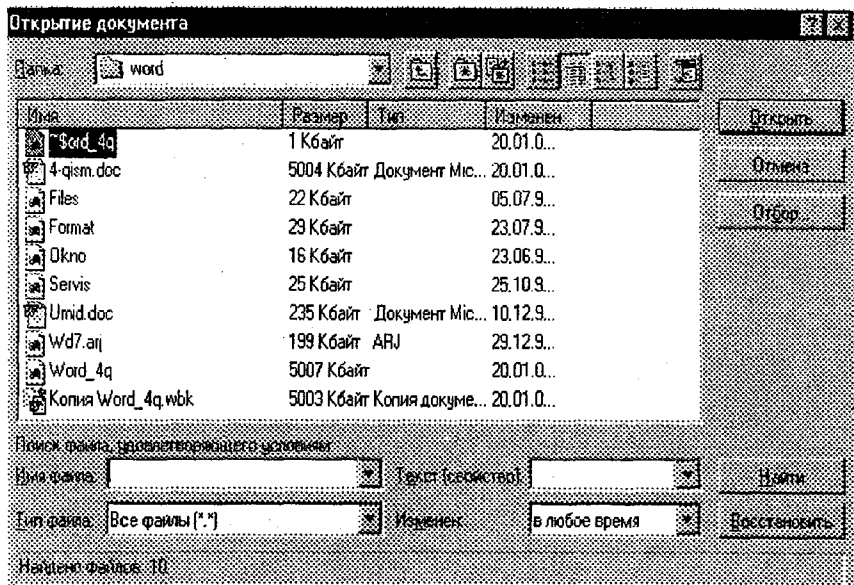 Открытие документа
Папка: word
Имя Размер Тип Изменен
~$ord_4q 1 Кбайт 20.01.0...
4-qism.doc 5004 Кбайт Документ Mic... 20.01.0...
Files 22 Кбайт 05.07.9...
Format 29 Кбайт 23.07.9...
Okno 16 Кбайт 23.06.9...
Servis 25 Кбайт 25.10.9...
Umid.doc 235 Кбайт Документ Mic... 10.12.9...
Wd7.arj 199 Кбайт ARJ 29.12.9...
Word_4q 5007 Кбайт 20.01.0...
Копия Word_4q.wbk 5003 Кбайт Копия докуме... 20.01.0...
Открыть
Отмена
Отбор...
Поиск файла, удовлетворяющего условиям:
Имя файла: Текст (свойство): Найти
Тип файла: Все файлы (*.*) Изменен: в любое время Восстановить
Найдено файлов: 10